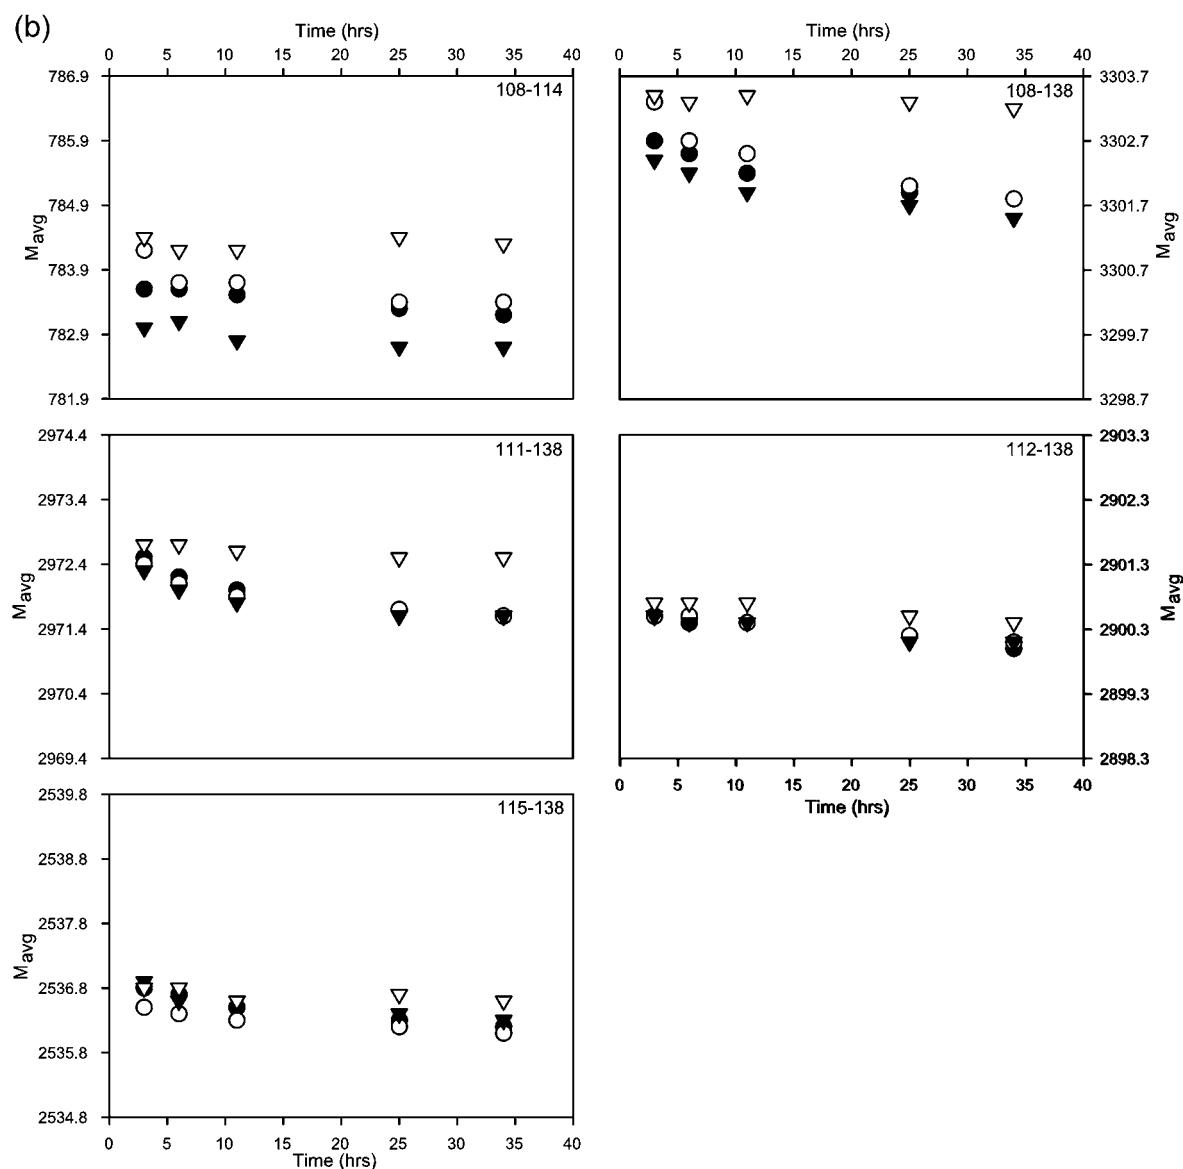 (b)
Time (hrs)
0 5 10 15 20 25 30 35 40
786.9
785.9
784.9
783.9
782.9
781.9
Mavg
108-114
Time (hrs)
0 5 10 15 20 25 30 35 40
3303.7
3302.7
3301.7
3300.7
3299.7
3298.7
Mavg
108-138
2974.4
2973.4
2972.4
2971.4
2970.4
2969.4
Mavg
111-138
2903.3
2902.3
2901.3
2900.3
2899.3
2898.3
Mavg
112-138
0 5 10 15 20 25 30 35 40
Time (hrs)
2539.8
2538.8
2537.8
2536.8
2535.8
2534.8
Mavg
115-138
0 5 10 15 20 25 30 35 40
Time (hrs)